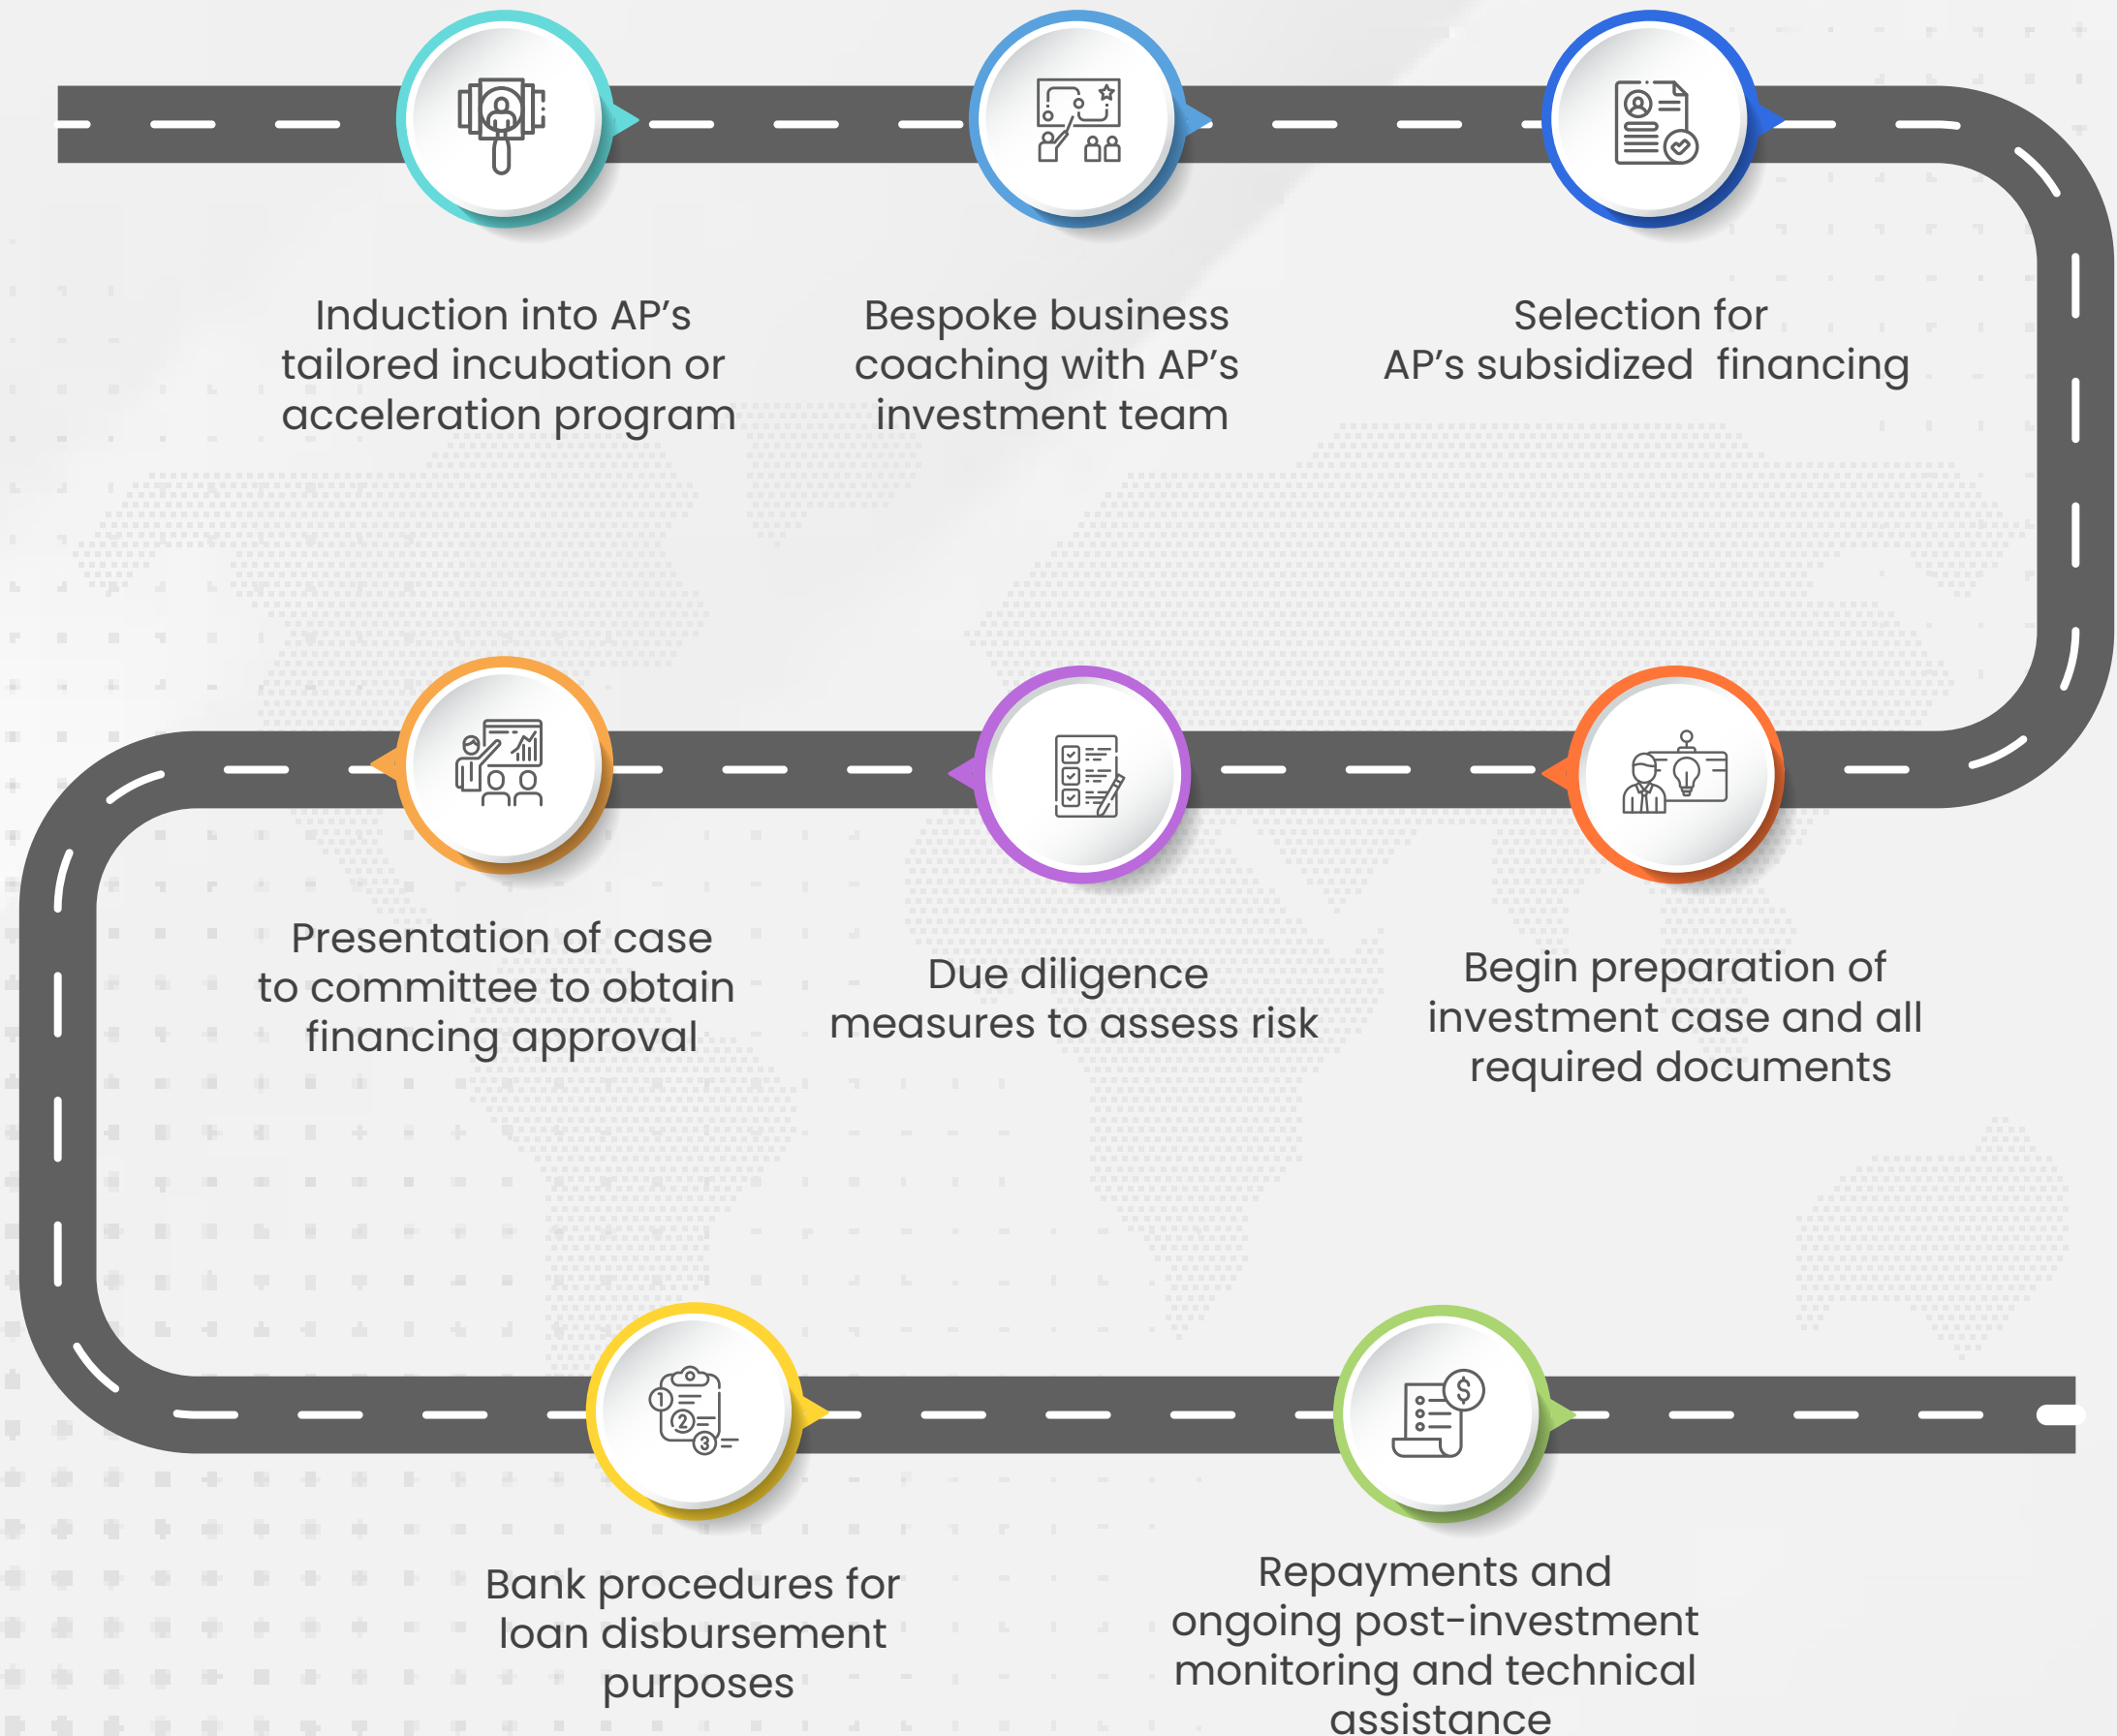 Induction into AP's
tailored incubation or
acceleration program
Bespoke business
coaching with AP's
investment team
Selection for
AP's subsidized financing
Begin preparation of
investment case and all
required documents
Due diligence
measures to assess risk
Presentation of case
to committee to obtain
financing approval
1
2
3
Bank procedures for
loan disbursement
purposes
$
Repayments and
ongoing post-investment
monitoring and technical
assistance